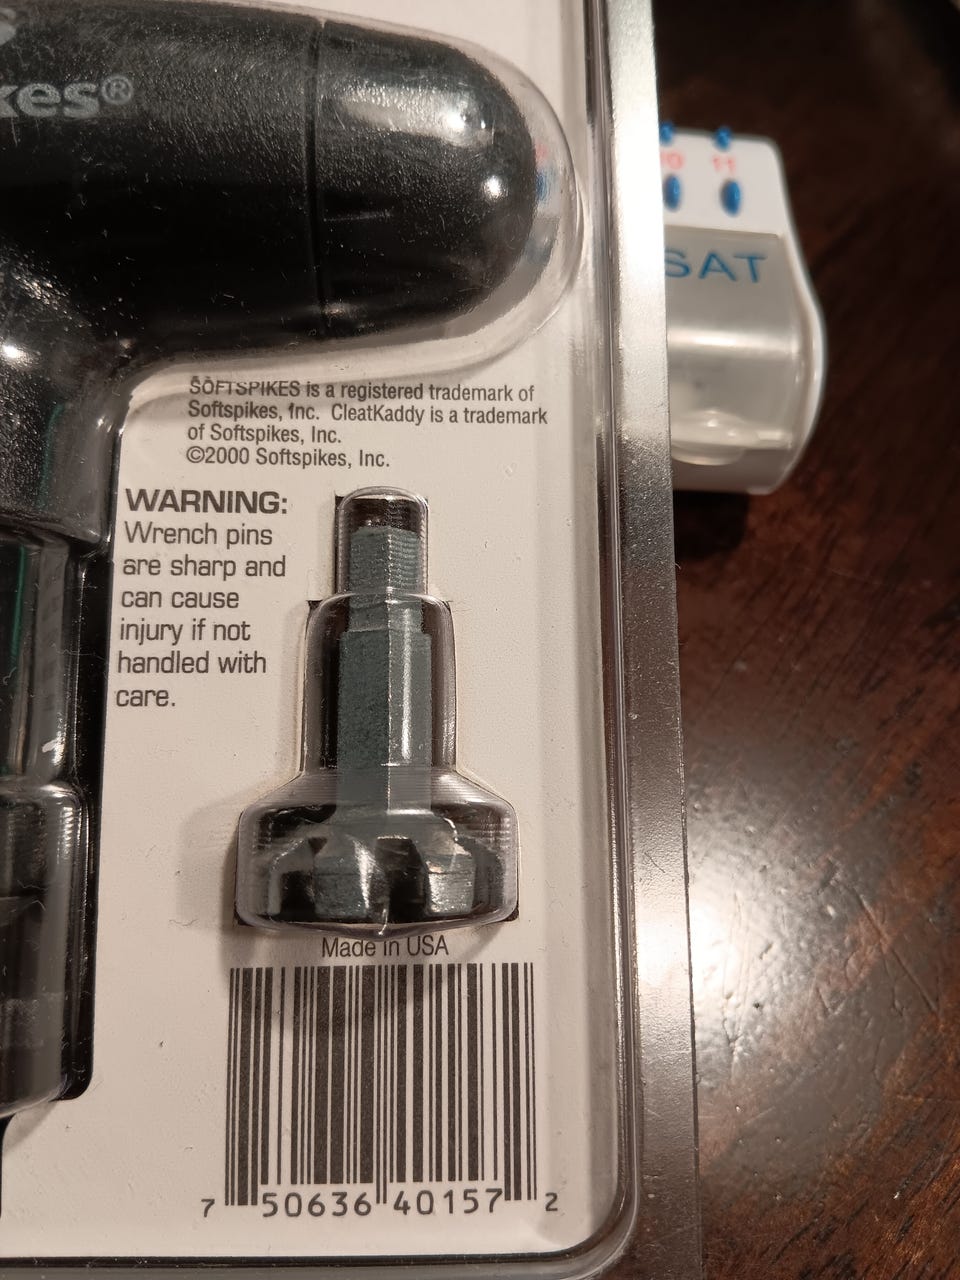 kes®
10 11
SAT
SOFTSPIKES is a registered trademark of
Softspikes, Inc. CleatKaddy is a trademark
of Softspikes, Inc.
©2000 Softspikes, Inc.
WARNING:
Wrench pins
are sharp and
can cause
injury if not
handled with
care.
Made in USA
7 50636 40157 2